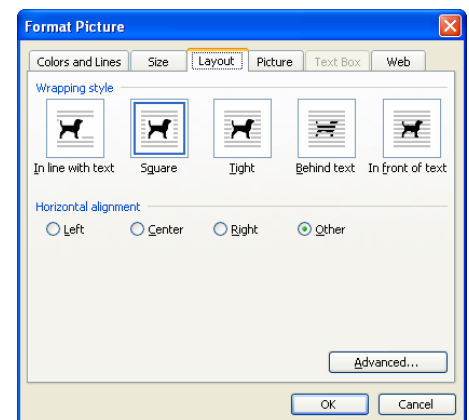 Format Picture
Colors and Lines Size Layout Picture Text Box Web
Wrapping style
In line with text Square Tight Behind text In front of text
Horizontal alignment
Left Center Right Other
Advanced...
OK Cancel